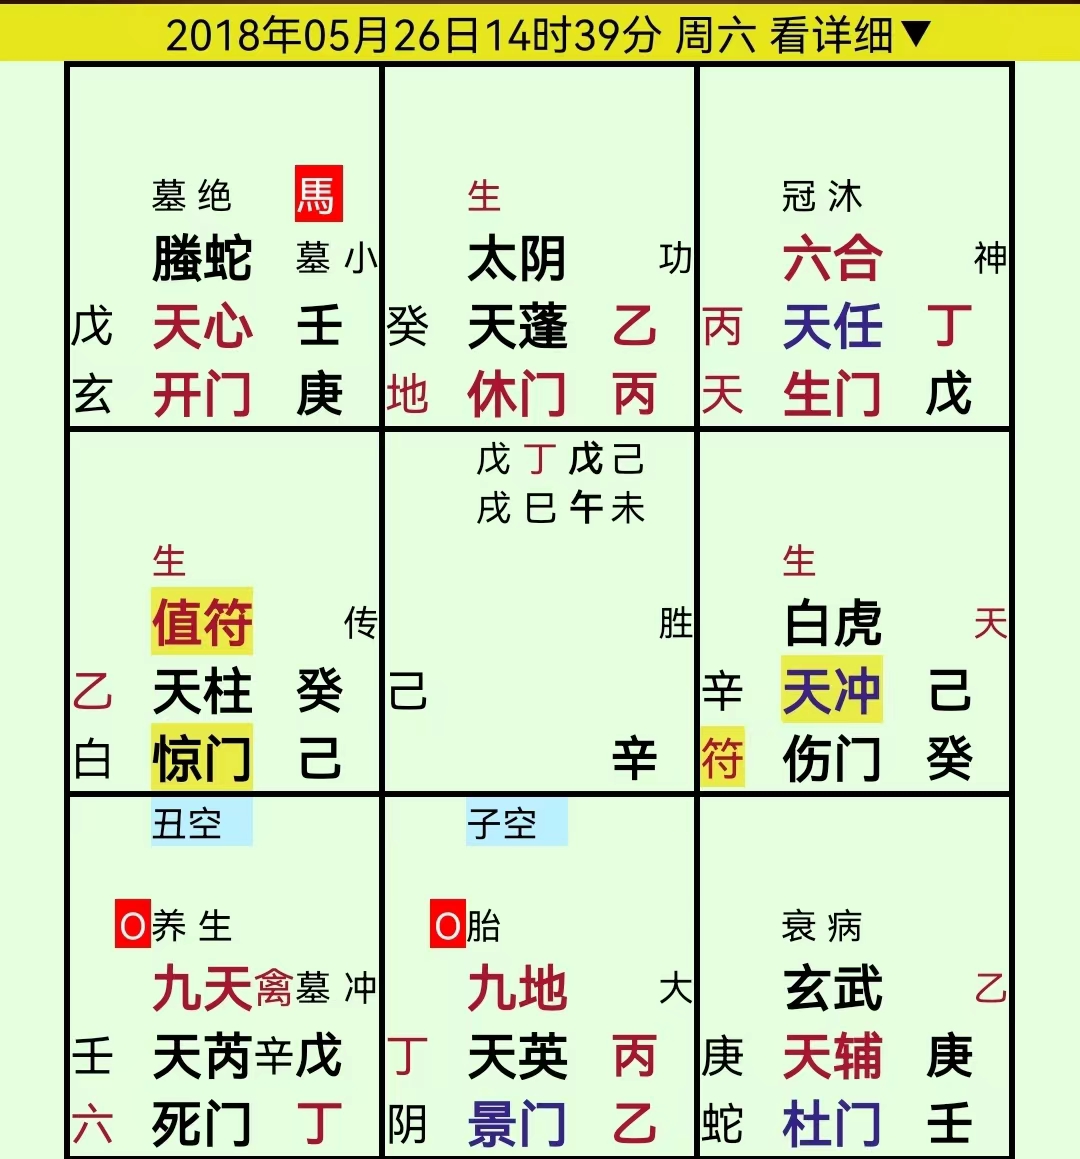 2018年05月26日14时39分 周六 看详细▼
墓 绝 馬
螣蛇 墓 小
戊 天心 壬
玄 开门 庚
生
太阴 功
癸 天蓬 乙
地 休门 丙
冠 沐
六合 神
丙 天任 丁
天 生门 戊
生
值符 传
乙 天柱 癸
白 惊门 己
戊 丁 戊 己
戌 巳 午 未
胜
己
辛
生
白虎 天
辛 天冲 己
符 伤门 癸
丑空
O 养 生
九天 禽 墓 冲
壬 天芮 辛 戊
六 死门 丁
子空
O 胎
九地 大
丁 天英 丙
阴 景门 乙
衰 病
玄武 乙
庚 天辅 庚
蛇 杜门 壬